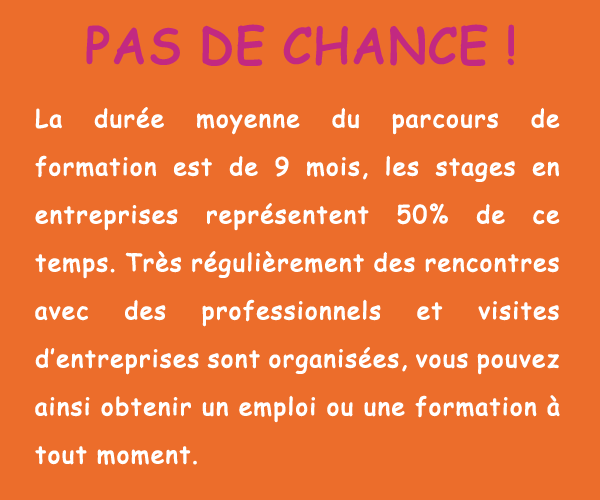 PAS DE CHANCE !
La durée moyenne du parcours de
formation est de 9 mois, les stages en
entreprises représentent 50% de ce
temps. Très régulièrement des rencontres
avec des professionnels et visites
d'entreprises sont organisées, vous pouvez
ainsi obtenir un emploi ou une formation à
tout moment.